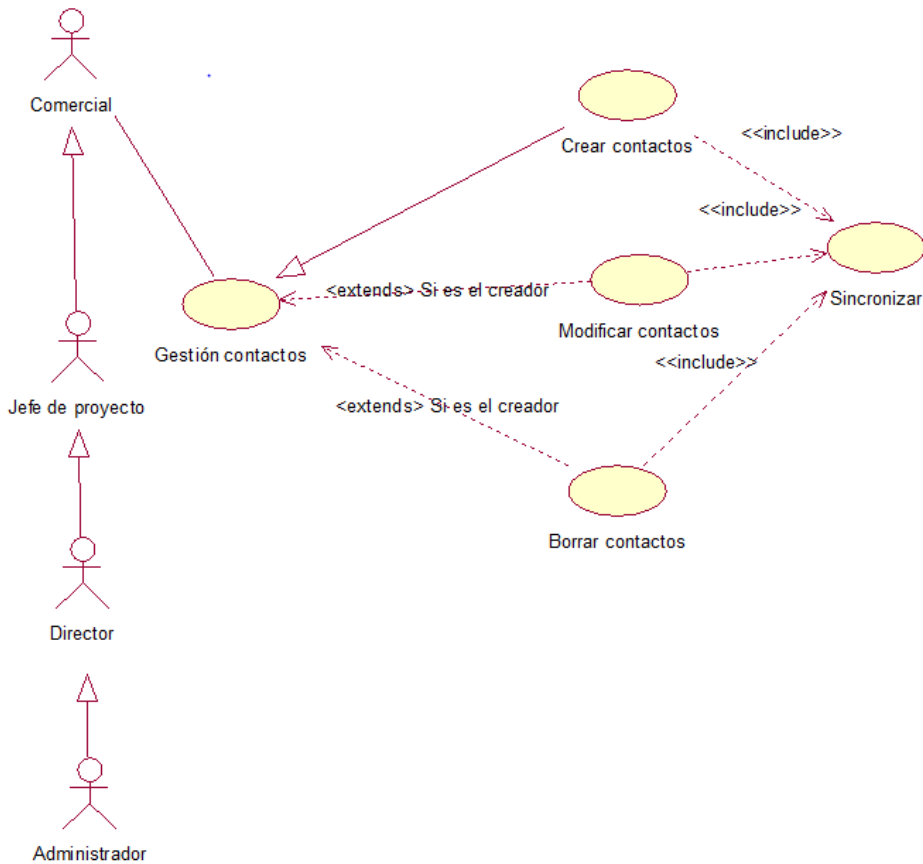 Comercial
Crear contactos
<<include>>
<<include>>
<extends> Si es el creador
Sincronizar
Modificar contactos
Gestión contactos
<<include>>
Jefe de proyecto
<extends> Si es el creador
Borrar contactos
Director
Administrador